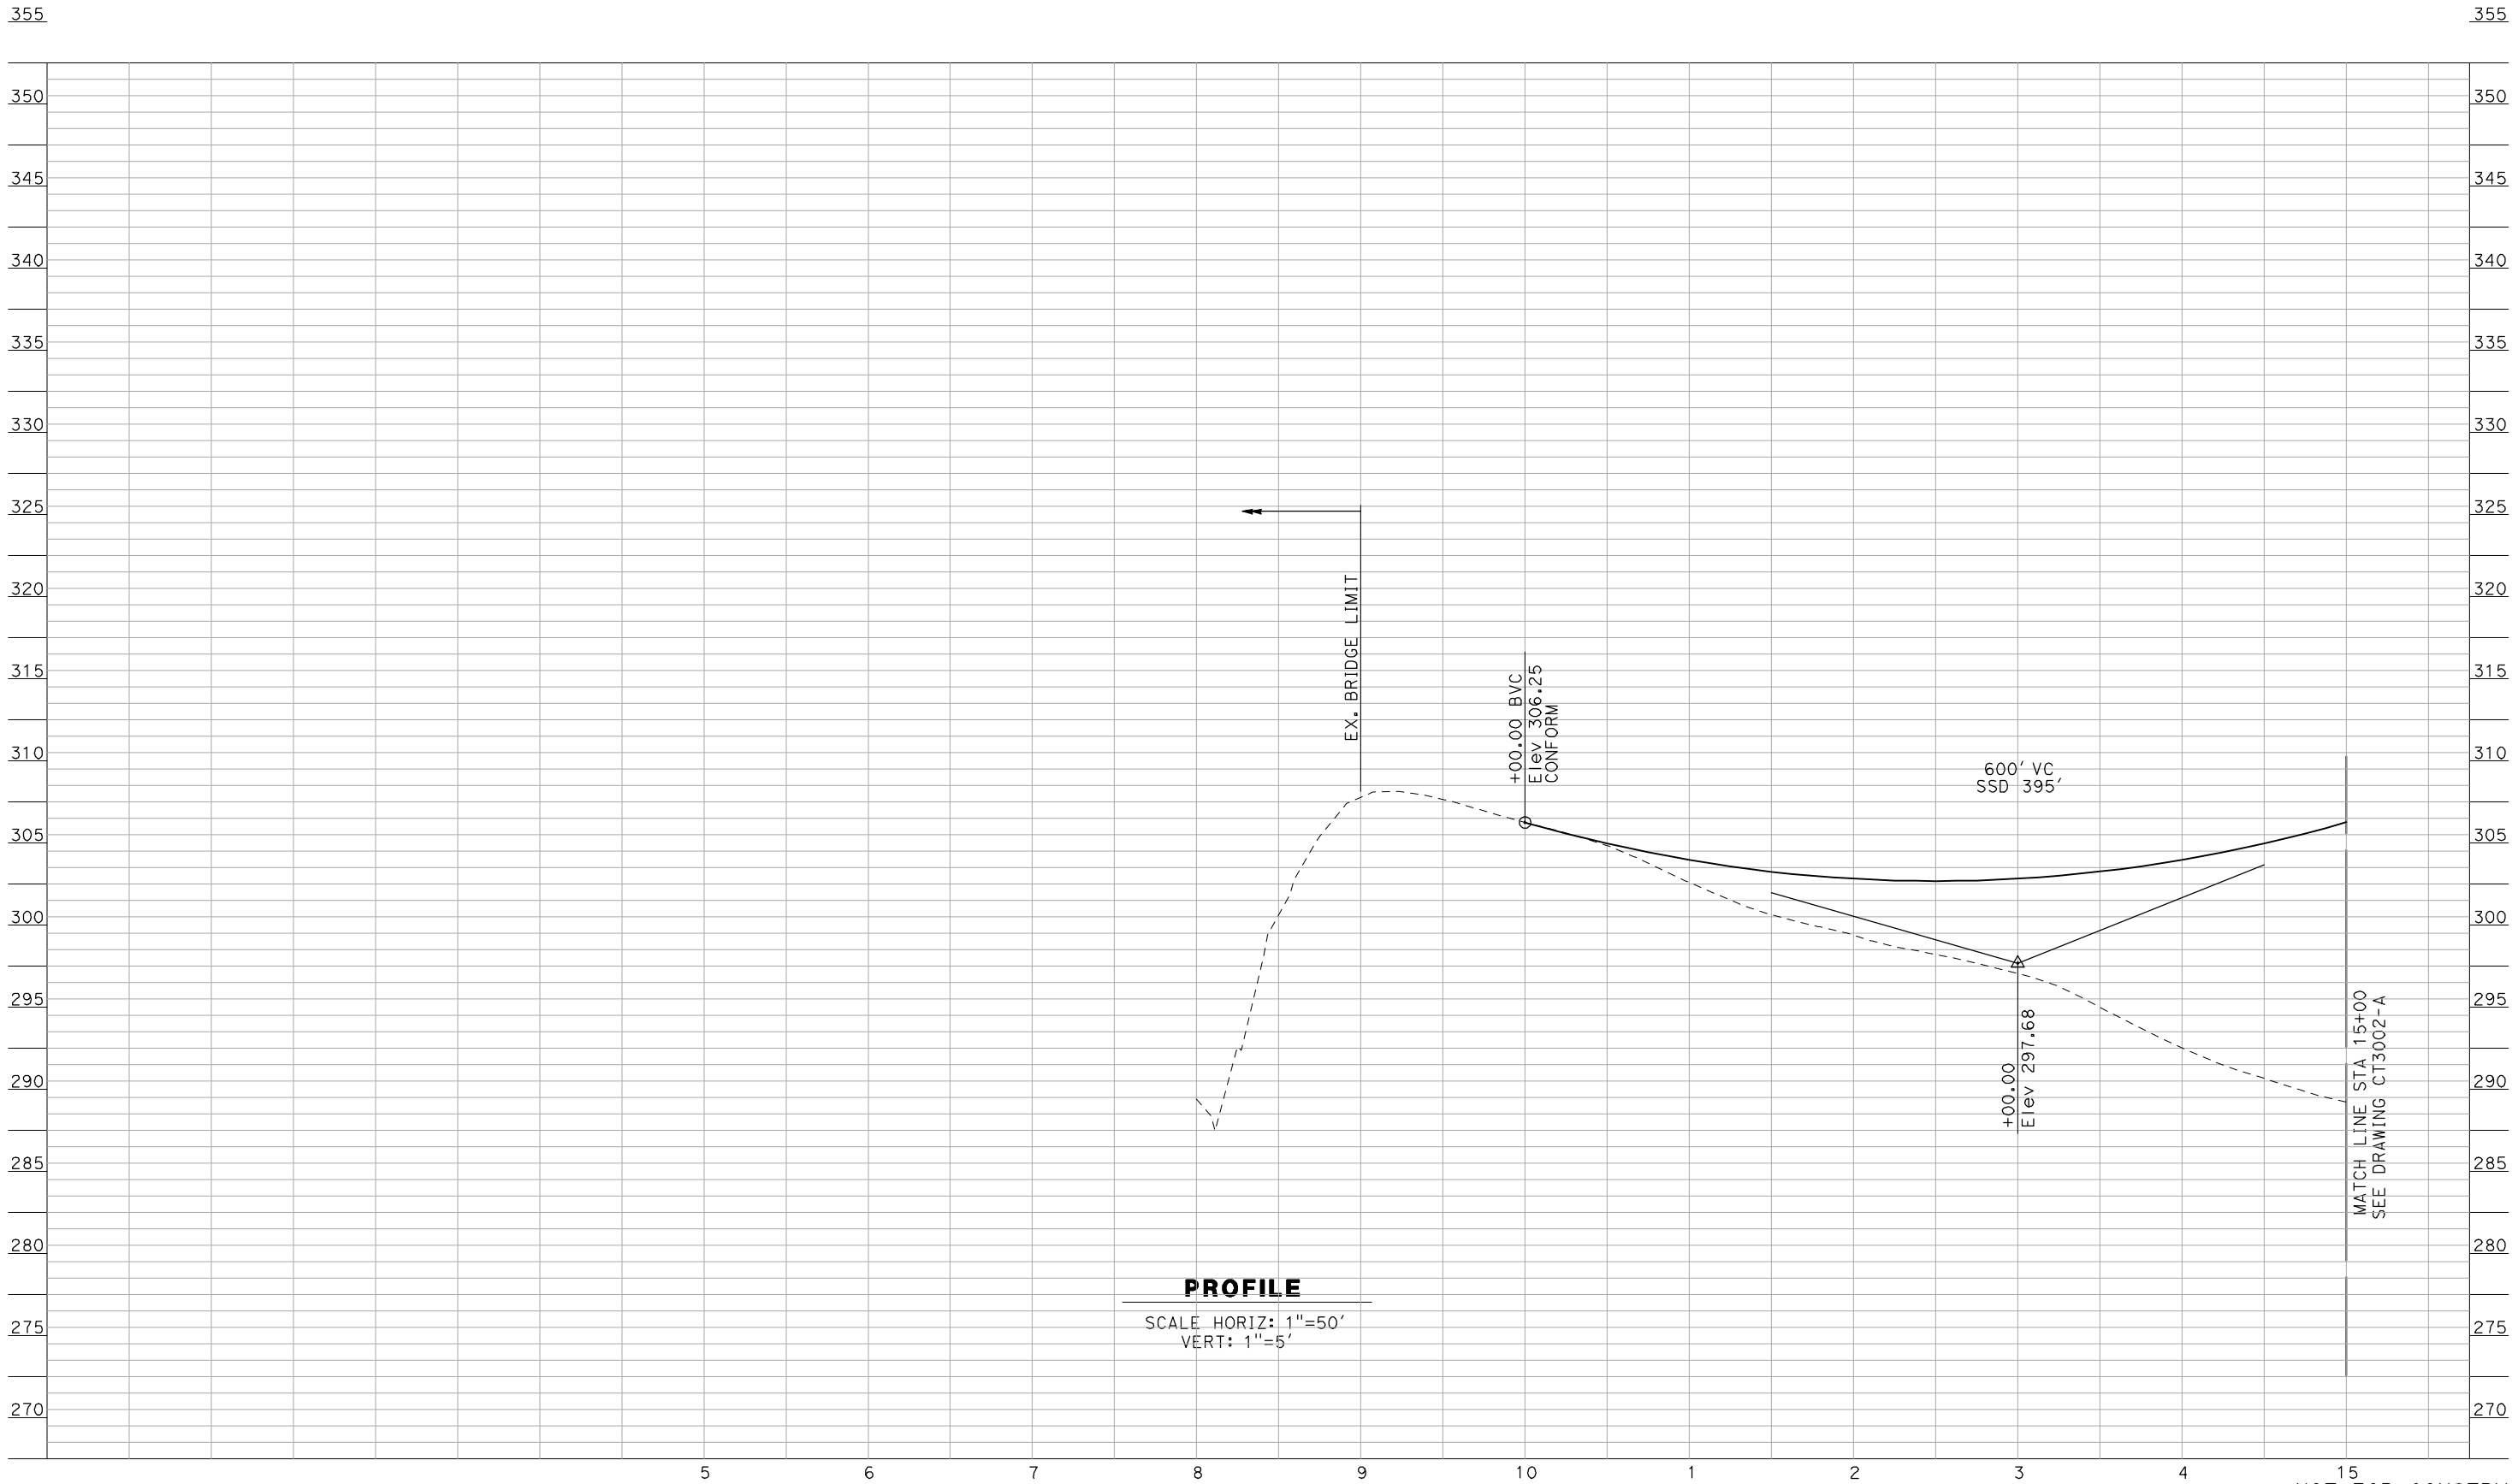 355 355
350 350
345 345
340 340
335 335
330 330
325 325
320 320
EX. BRIDGE LIMIT
315 315
+00.00 BVC
Elev 306.25
CONFORM
310 310
600' VC
SSD 395'
305 305
300 300
295 295
+00.00
Elev 297.68
MATCH LINE STA 15+00
SEE DRAWING CT3002-A
290 290
285 285
280 280
PROFILE
SCALE HORIZ: 1"=50'
VERT: 1"=5'
275 275
270 270
5 6 7 8 9 10 1 2 3 4 15